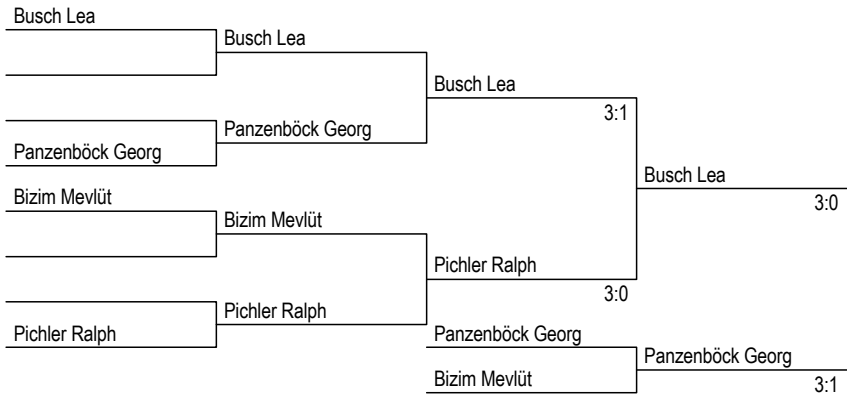 Busch Lea
Busch Lea
Busch Lea
3:1
Panzenböck Georg
Panzenböck Georg
Busch Lea
3:0
Bizim Mevlüt
Bizim Mevlüt
Pichler Ralph
3:0
Pichler Ralph
Pichler Ralph
Panzenböck Georg
Panzenböck Georg
3:1
Bizim Mevlüt